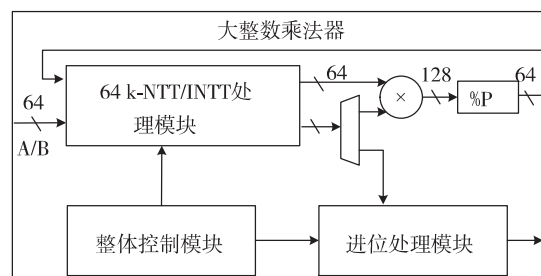 大整数乘法器
64
A/B
64 k-NTT/INTT处
理模块
64
×
128
%P
64
整体控制模块
进位处理模块